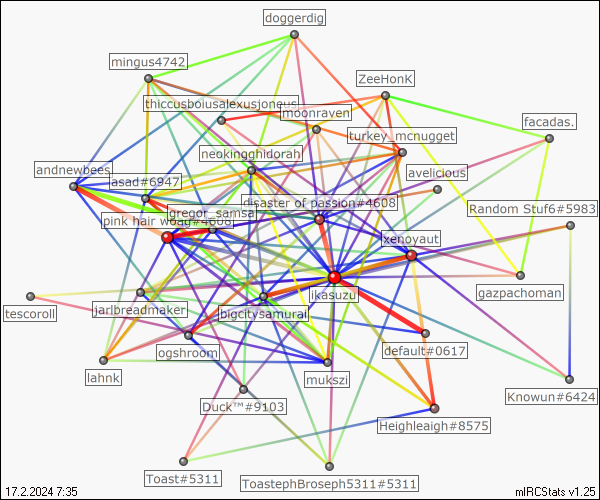 doggerdig
mingus4742
ZeeHonK
thiccusboiusalexusjoneus
moonraven
facadas.
turkey_mcnugget
neokingghidorah
andnewbees
avelicious
asad#6947
disaster of passion#4608
Random Stuf6#5983
gregor_samsa
pink hair woad#4608
xenoyaut
gazpachoman
ikasuzu
tescoroll
jarlbreadmaker
bigcitysamurai
default#0617
ogshroom
lahnk
mukszi
Knowun#6424
Duck™#9103
Heighleaigh#8575
Toast#5311
ToastephBroseph5311#5311
17.2.2024 7:35
mIRCStats v1.25